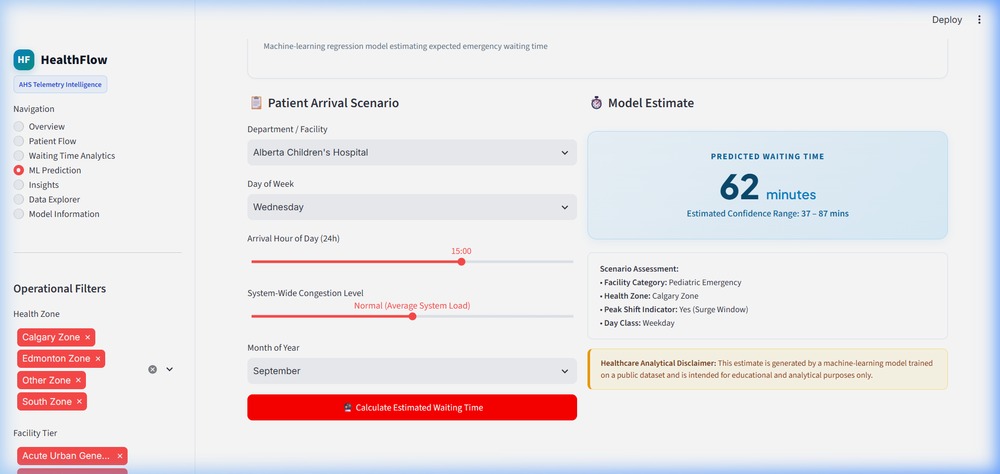 Deploy
HF HealthFlow
AHS Telemetry Intelligence
Navigation
Overview
Patient Flow
Waiting Time Analytics
ML Prediction
Insights
Data Explorer
Model Information
Operational Filters
Health Zone
Calgary Zone ×
Edmonton Zone ×
Other Zone ×
South Zone ×
Facility Tier
Acute Urban Gene... ×
Machine-learning regression model estimating expected emergency waiting time
Patient Arrival Scenario
Department / Facility
Alberta Children's Hospital
Day of Week
Wednesday
Arrival Hour of Day (24h)
15:00
System-Wide Congestion Level
Normal (Average System Load)
Month of Year
September
Calculate Estimated Waiting Time
Model Estimate
PREDICTED WAITING TIME
62 minutes
Estimated Confidence Range: 37 – 87 mins
Scenario Assessment:
• Facility Category: Pediatric Emergency
• Health Zone: Calgary Zone
• Peak Shift Indicator: Yes (Surge Window)
• Day Class: Weekday
Healthcare Analytical Disclaimer: This estimate is generated by a machine-learning model trained
on a public dataset and is intended for educational and analytical purposes only.